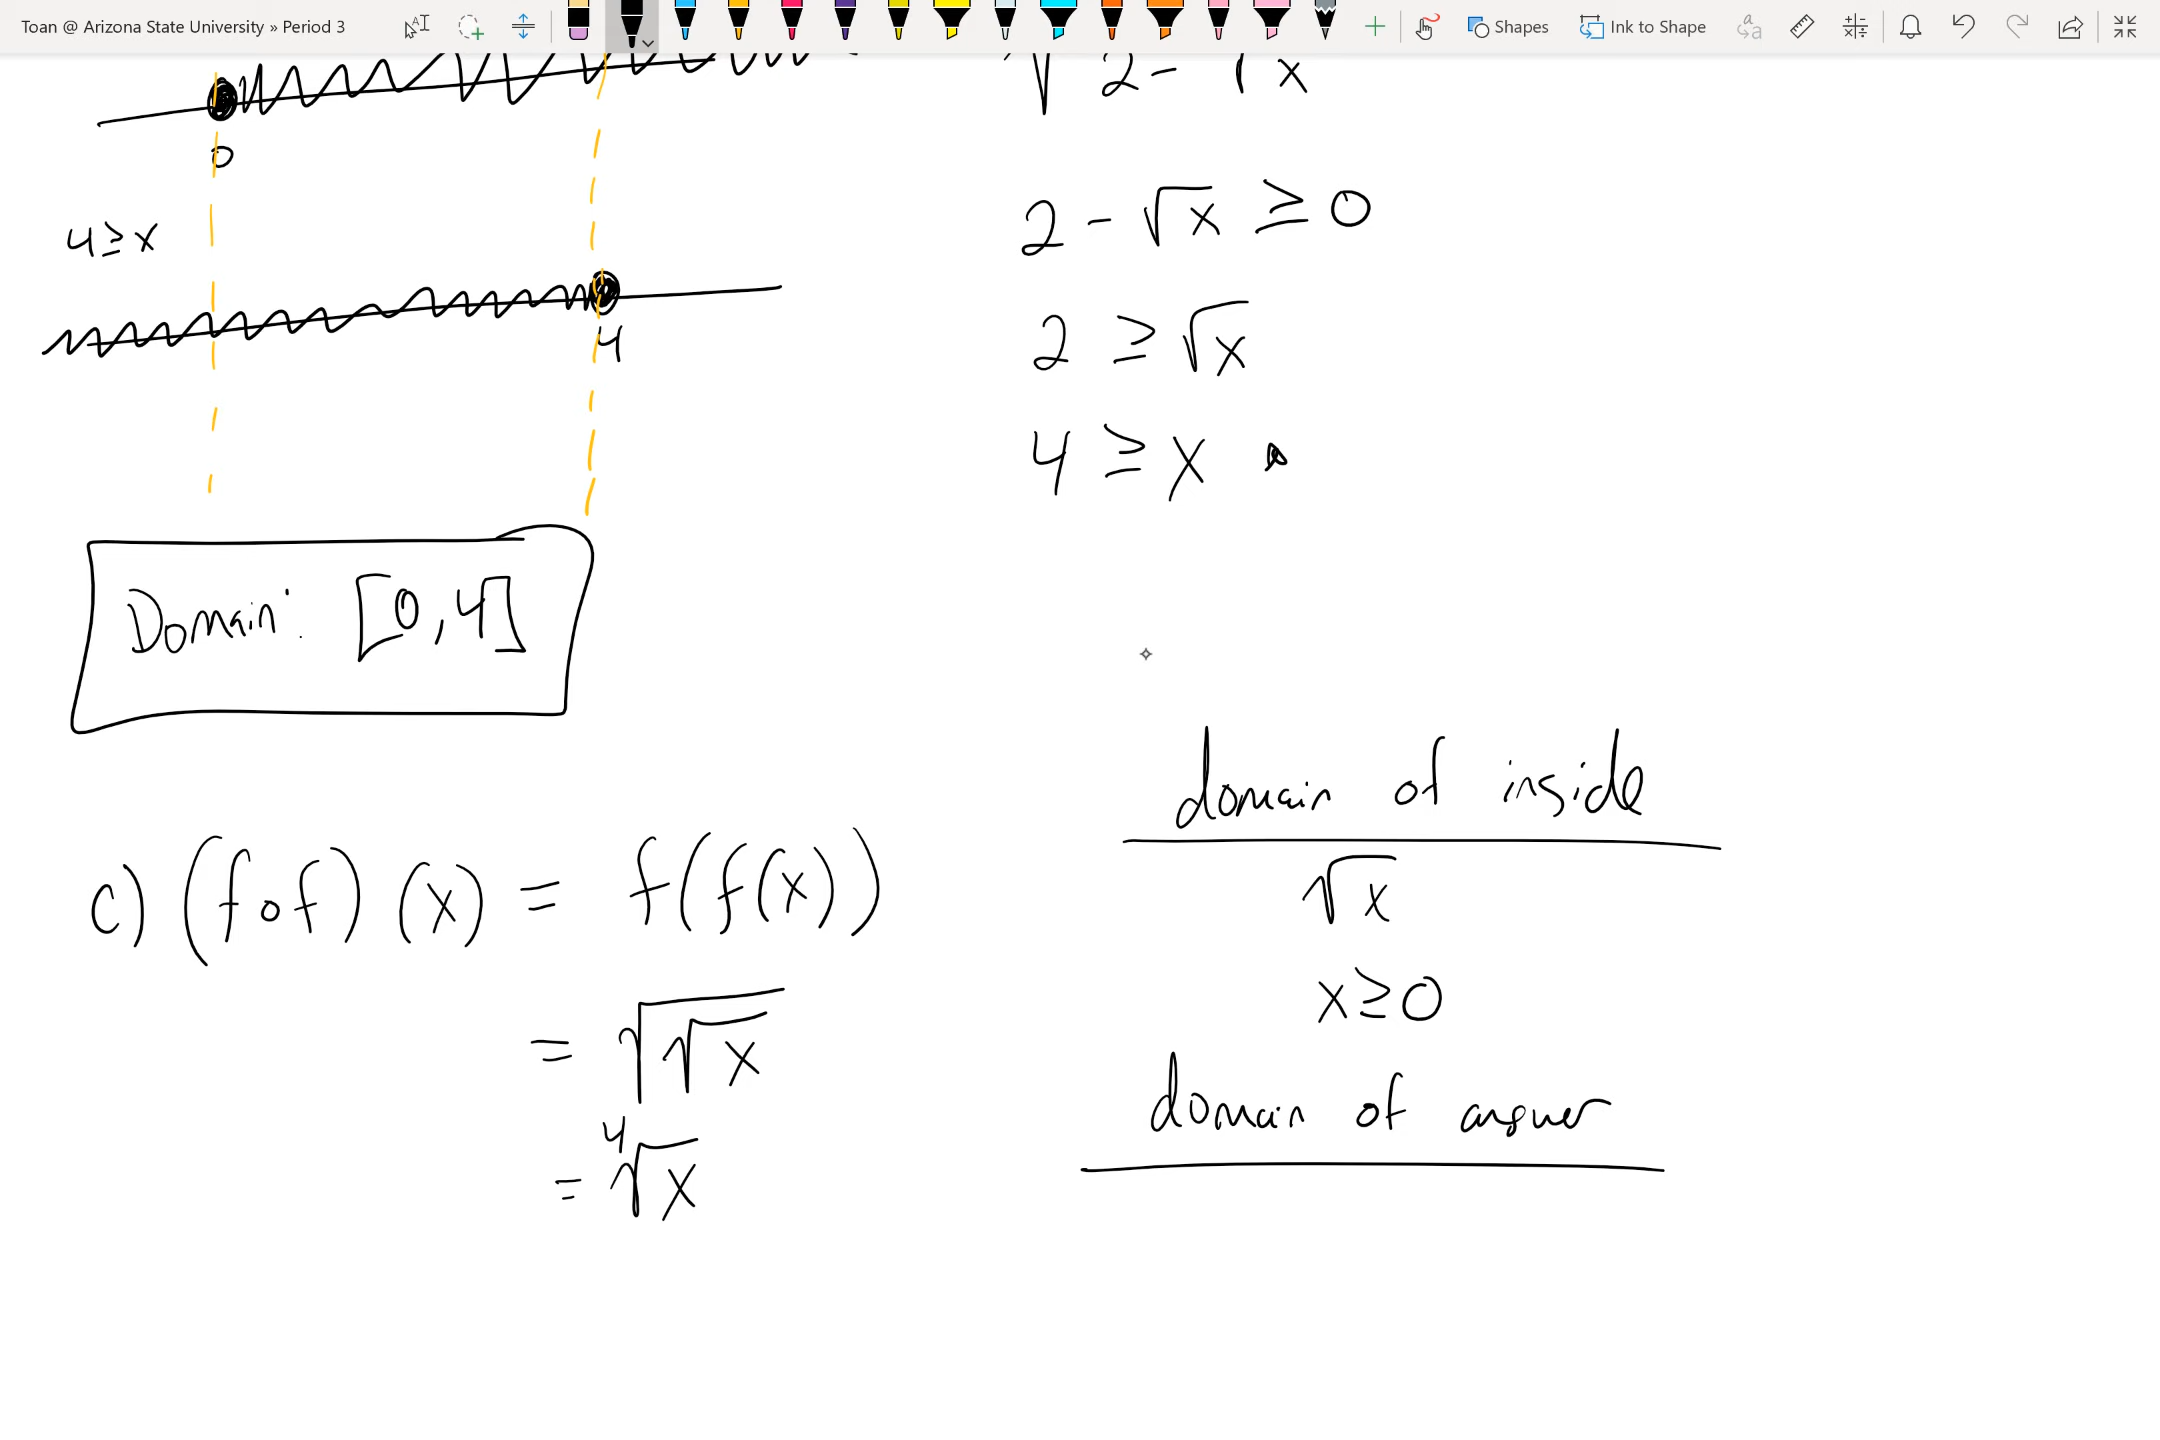 Toan @ Arizona State University » Period 3
Shapes
Ink to Shape
0
4≥x
4
Domain: [0,4]
c) (f∘f)(x) = f(f(x))
= √√x
= ⁴√x
√2-√x
2-√x ≥ 0
2 ≥ √x
4 ≥ x
domain of inside
√x
x≥0
domain of answer